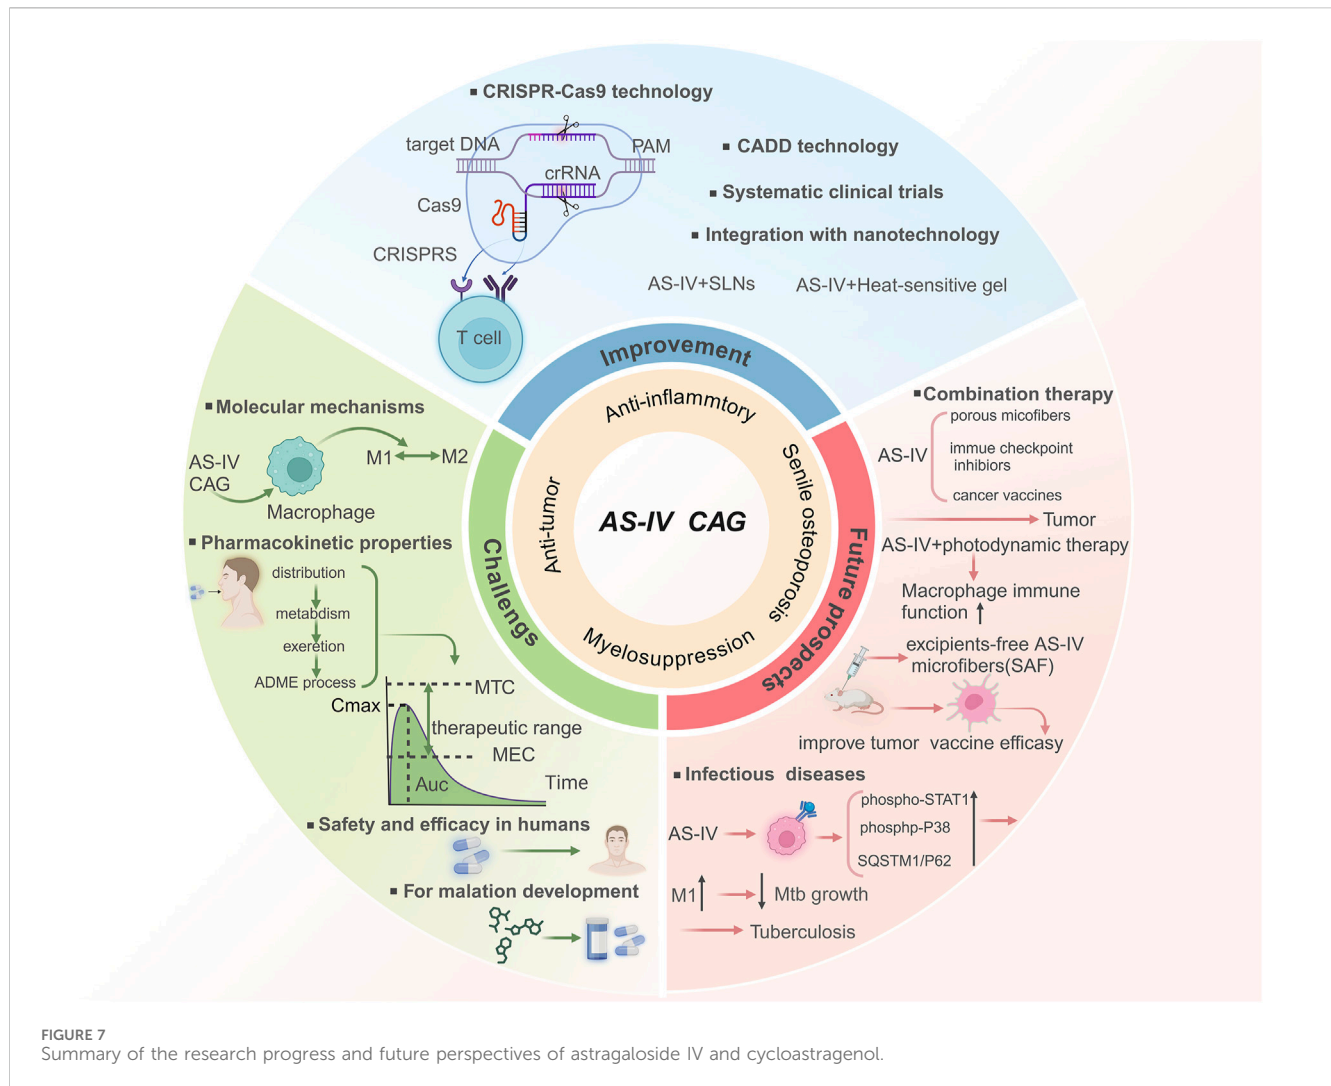 ▪ CRISPR-Cas9 technology
target DNA
PAM
crRNA
Cas9
CRISPRS
T cell
▪ CADD technology
▪ Systematic clinical trials
▪ Integration with nanotechnology
AS-IV+SLNs
AS-IV+Heat-sensitive gel
Improvement
Anti-inflammtory
Senile osteoporosis
Myelosuppression
Anti-tumor
AS-IV CAG
Challengs
Future prospects
▪ Molecular mechanisms
AS-IV
CAG
Macrophage
M1
M2
▪ Pharmacokinetic properties
distribution
metabdism
exeretion
ADME process
MTC
Cmax
therapeutic range
MEC
Auc
Time
▪ Safety and efficacy in humans
▪ For malation development
▪ Combination therapy
AS-IV
porous micofibers
immue checkpoint
inhibiors
cancer vaccines
Tumor
AS-IV+photodynamic therapy
Macrophage immune
function
excipients-free AS-IV
microfibers(SAF)
improve tumor vaccine efficasy
▪ Infectious diseases
AS-IV
phospho-STAT1
phosphp-P38
SQSTM1/P62
M1
Mtb growth
Tuberculosis
FIGURE 7
Summary of the research progress and future perspectives of astragaloside IV and cycloastragenol.